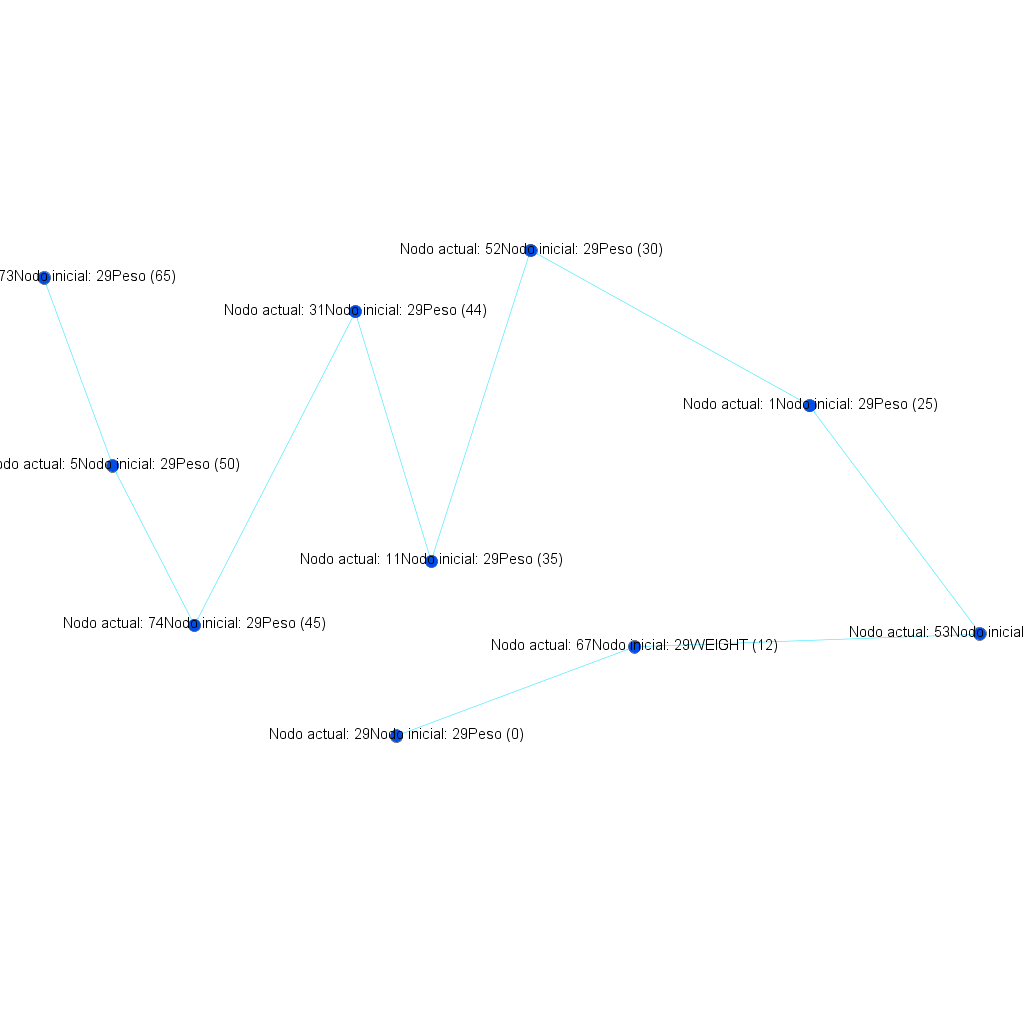 Nodo actual: 52Nodo inicial: 29Peso (30)
73Nodo inicial: 29Peso (65)
Nodo actual: 31Nodo inicial: 29Peso (44)
Nodo actual: 1Nodo inicial: 29Peso (25)
odo actual: 5Nodo inicial: 29Peso (50)
Nodo actual: 11Nodo inicial: 29Peso (35)
Nodo actual: 74Nodo inicial: 29Peso (45)
Nodo actual: 53Nodo inicial
Nodo actual: 67Nodo inicial: 29WEIGHT (12)
Nodo actual: 29Nodo inicial: 29Peso (0)